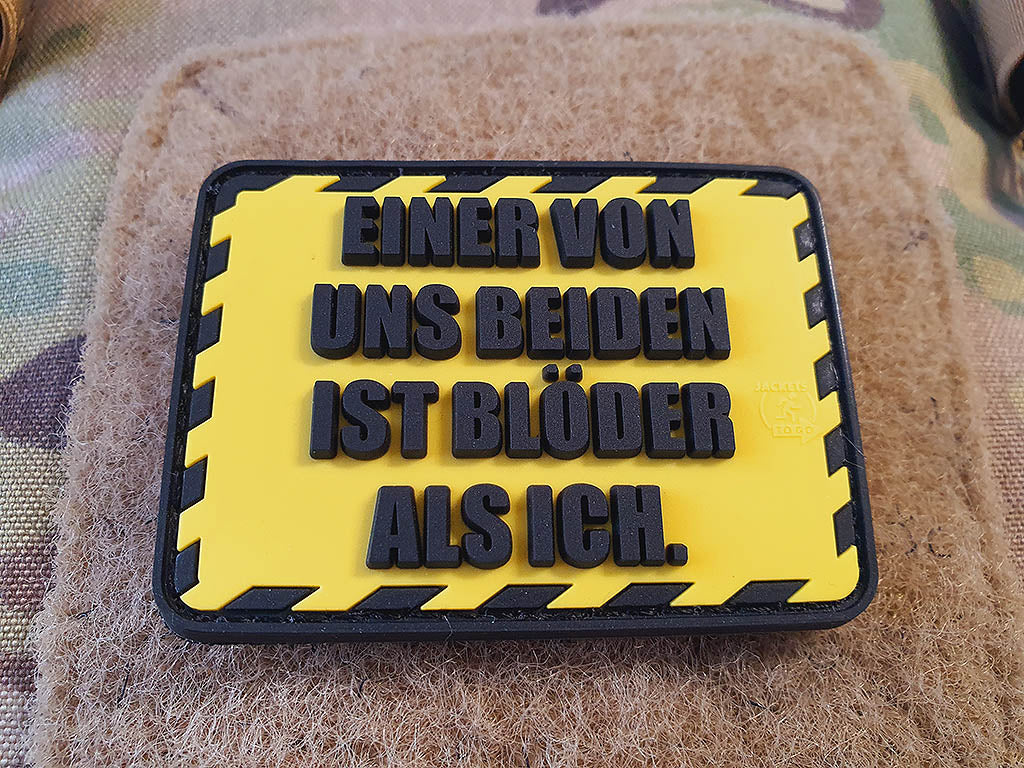 EINER VON
UNS BEIDEN
IST BLÖDER
ALS ICH.
JACKETS
TO GO